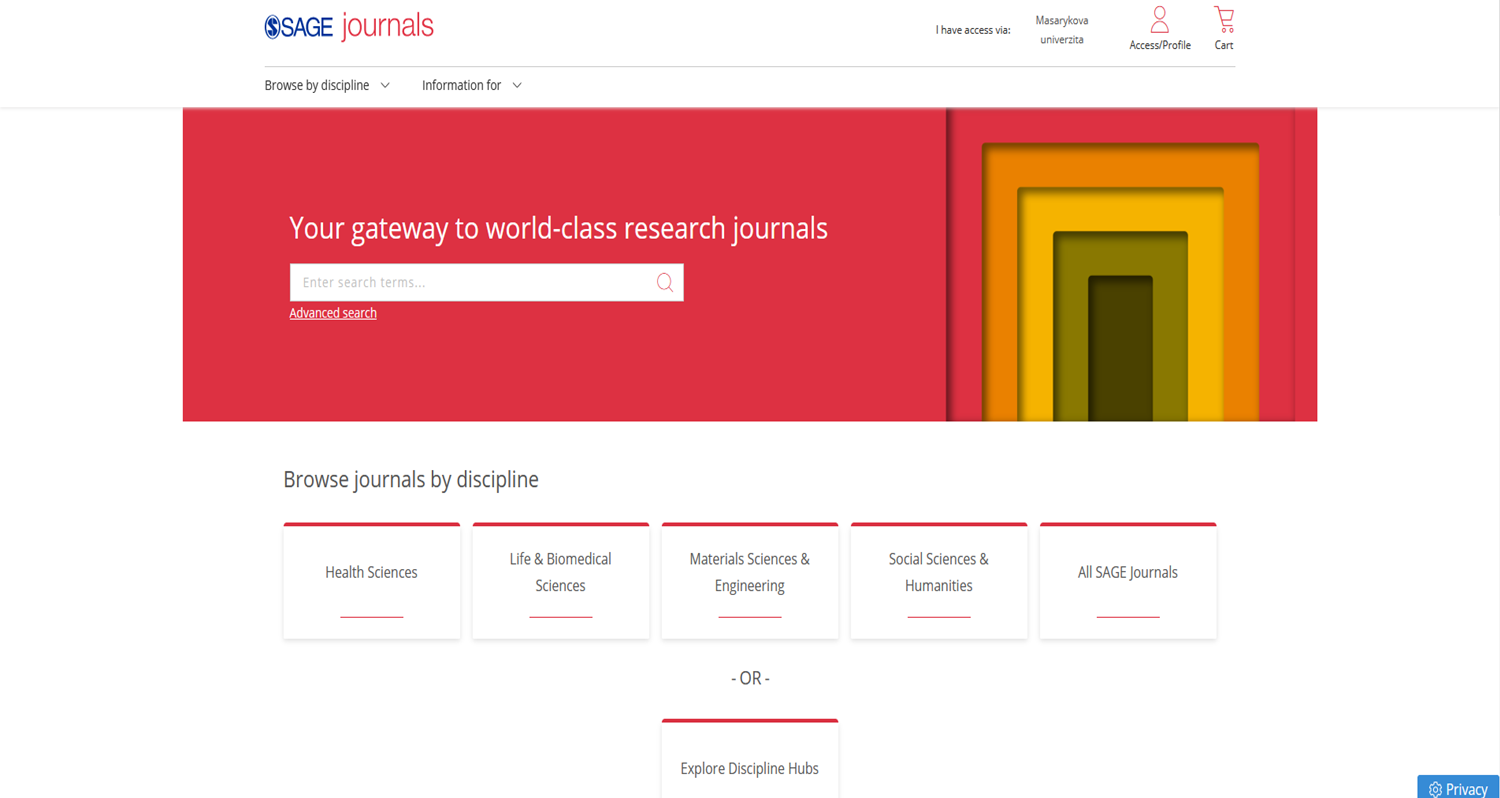 SAGE journals
I have access via:
Masarykova
univerzita
Access/Profile
Cart
Browse by discipline
Information for
Your gateway to world-class research journals
Enter search terms...
Advanced search
Browse journals by discipline
Health Sciences
Life & Biomedical
Sciences
Materials Sciences &
Engineering
Social Sciences &
Humanities
All SAGE Journals
- OR -
Explore Discipline Hubs
Privacy